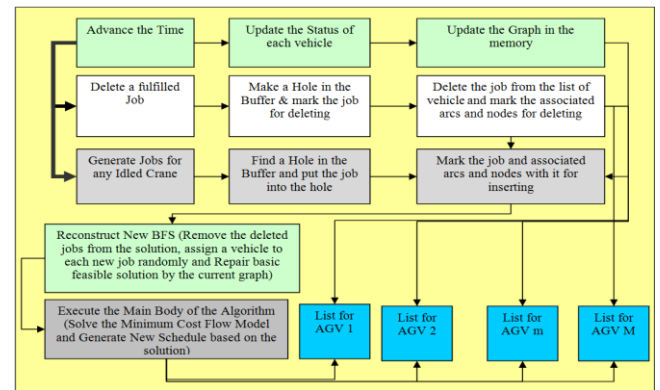 Advance the Time
Update the Status of
each vehicle
Update the Graph in the
memory
Delete a fulfilled
Job
Make a Hole in the
Buffer & mark the job
for deleting
Delete the job from the list of
vehicle and mark the associated
arcs and nodes for deleting
Generate Jobs for
any Idled Crane
Find a Hole in the
Buffer and put the job
into the hole
Mark the job and associated
arcs and nodes with it for
inserting
Reconstruct New BFS (Remove the deleted
jobs from the solution, assign a vehicle to
each new job randomly and Repair basic
feasible solution by the current graph)
Execute the Main Body of the Algorithm
(Solve the Minimum Cost Flow Model
and Generate New Schedule based on the
solution)
List for
AGV 1
List for
AGV 2
List for
AGV m
List for
AGV M